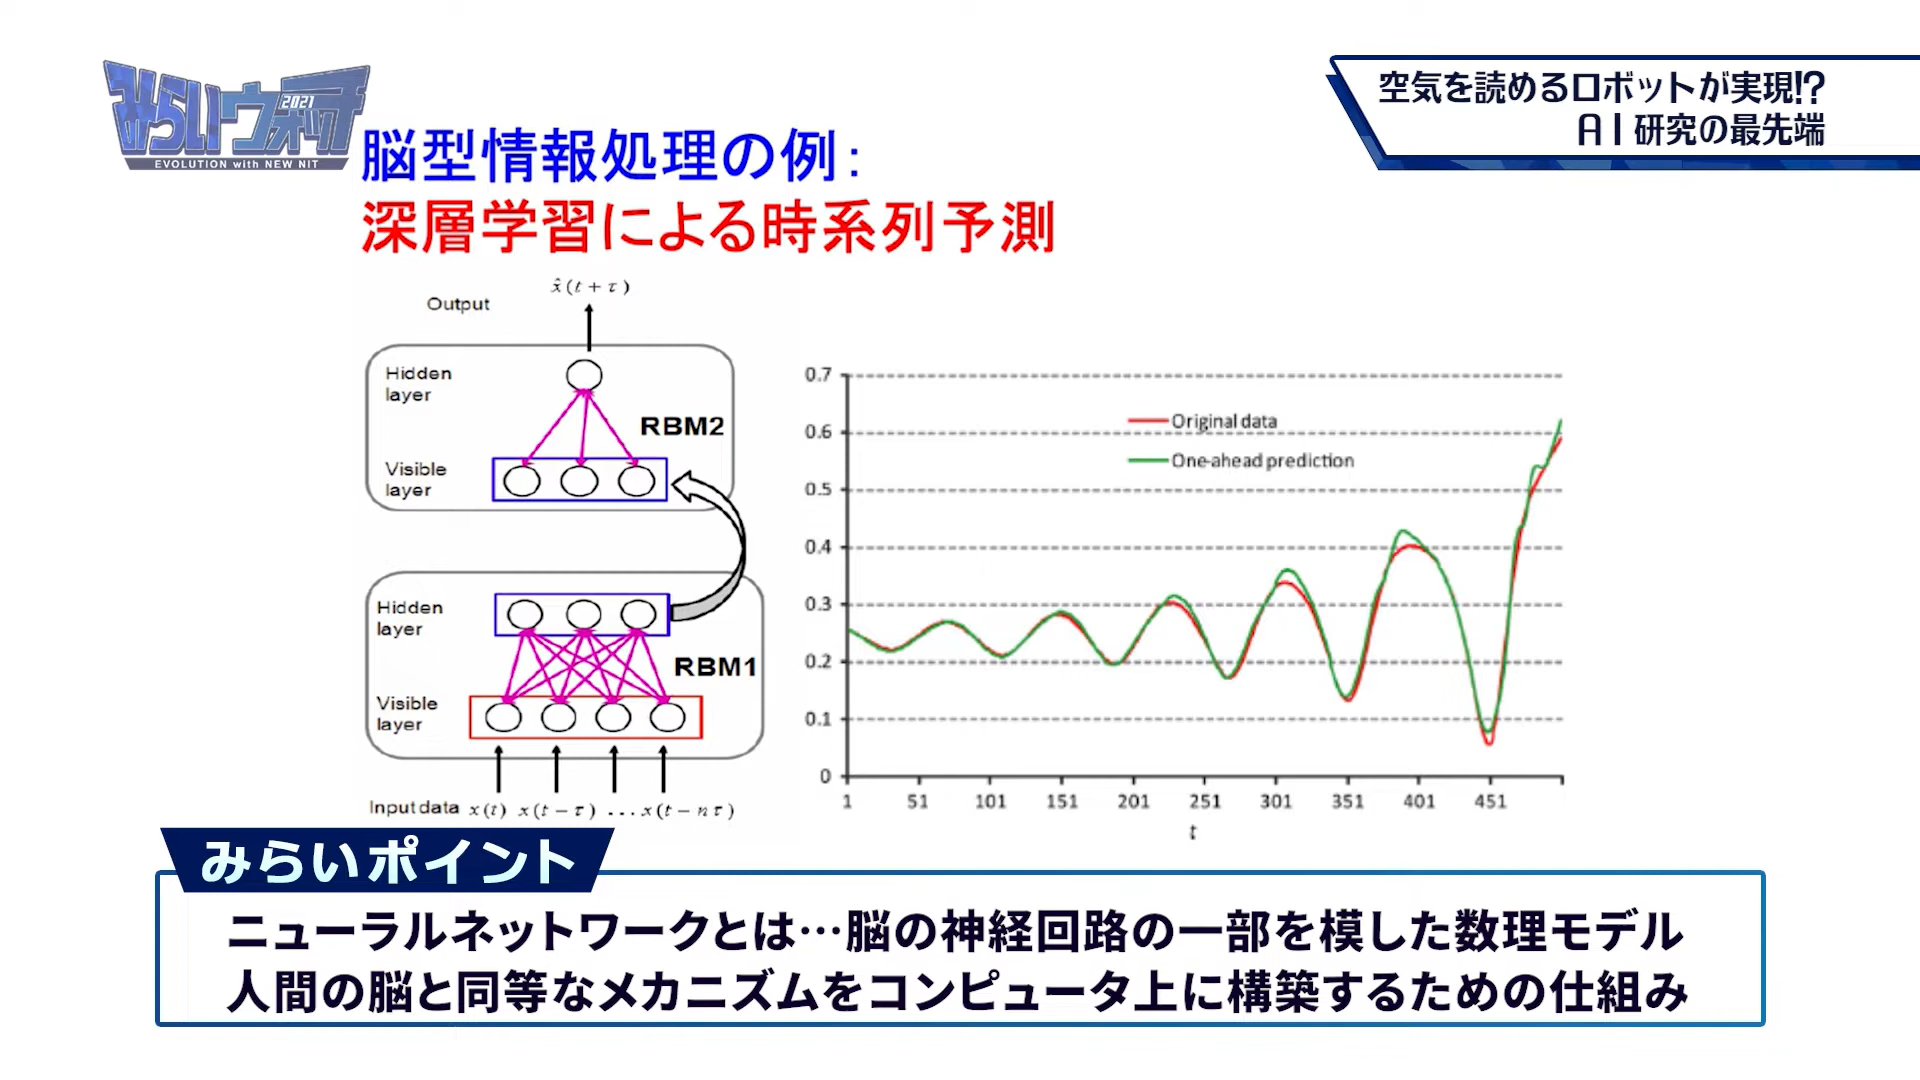 みらいウォッチ
2021
EVOLUTION with NEW NIT
空気を読めるロボットが実現!?
AI研究の最先端
脳型情報処理の例：
深層学習による時系列予測
Output
x̂(t+τ)
Hidden
layer
RBM2
Visible
layer
Hidden
layer
RBM1
Visible
layer
Input data x(t) x(t−τ) ...x(t−nτ)
0.7
0.6
0.5
0.4
0.3
0.2
0.1
0
Original data
One-ahead prediction
1 51 101 151 201 251 301 351 401 451
t
みらいポイント
ニューラルネットワークとは…脳の神経回路の一部を模した数理モデル
人間の脳と同等なメカニズムをコンピュータ上に構築するための仕組み